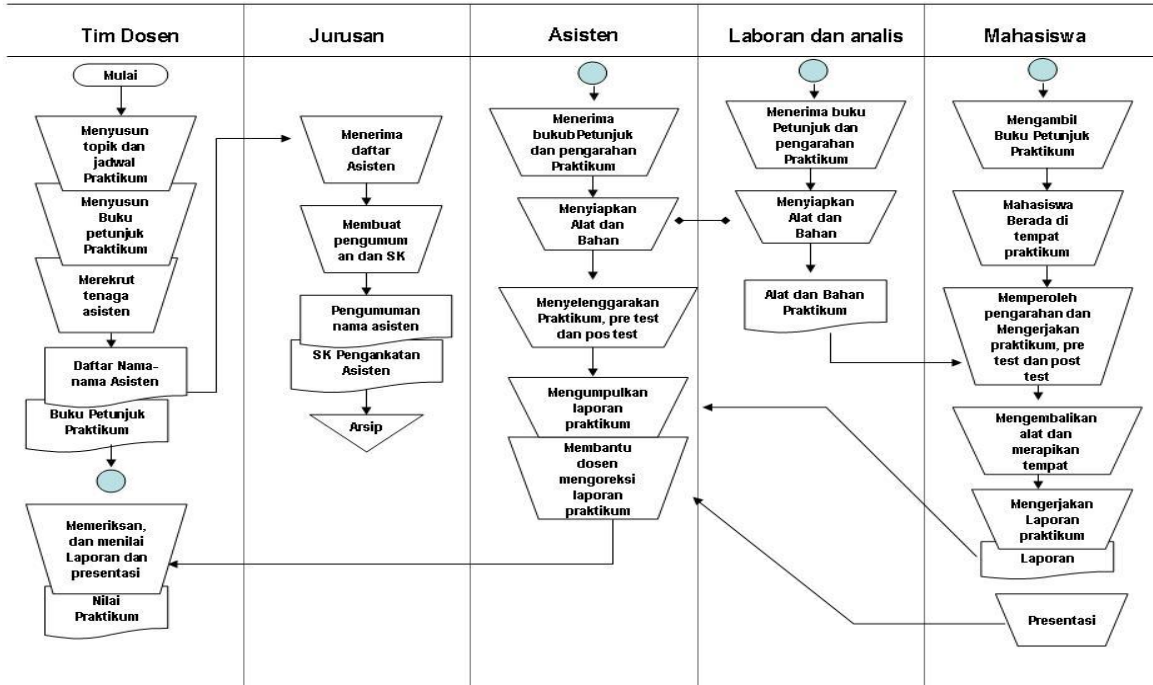 Tim Dosen
Jurusan
Asisten
Laboran dan analis
Mahasiswa
Mulai
Menyusun
topik dan
jadwal
Praktikum
Menyusun
Buku
petunjuk
Praktikum
Merekrut
tenaga
asisten
Daftar Nama-
nama Asisten
Buku Petunjuk
Praktikum
Memeriksan,
dan menilai
Laporan dan
presentasi
Nilai
Praktikum
Menerima
daftar
Asisten
Membuat
pengumum
an dan SK
Pengumuman
nama asisten
SK Pengankatan
Asisten
Arsip
Menerima
bukubPetunjuk
dan pengarahan
Praktikum
Menyiapkan
Alat dan
Bahan
Menyelenggarakan
Praktikum, pre test
dan pos test
Mengumpulkan
laporan
praktikum
Membantu
dosen
mengoreksi
laporan
praktikum
Menerima buku
Petunjuk dan
pengarahan
Praktikum
Menyiapkan
Alat dan
Bahan
Alat dan Bahan
Praktikum
Mengambil
Buku Petunjuk
Praktikum
Mahasiswa
Berada di
tempat
praktikum
Memperoleh
pengarahan dan
Mengerjakan
praktikum, pre
test dan post
test
Mengembalikan
alat dan
merapikan
tempat
Mengerjakan
Laporan
praktikum
Laporan
Presentasi